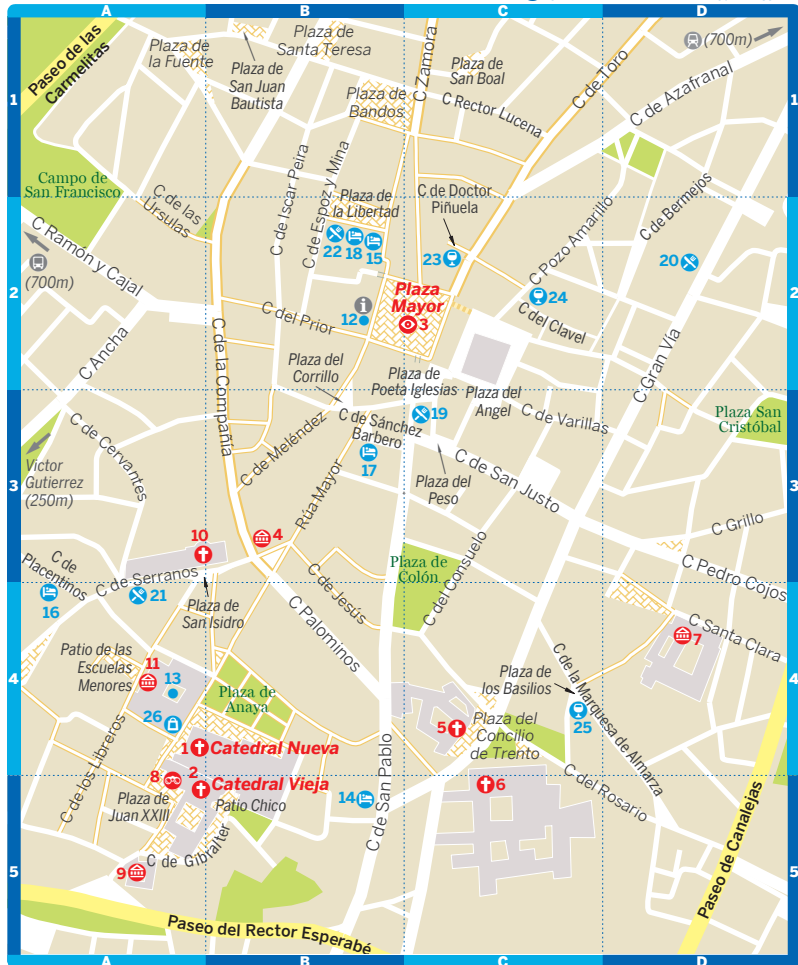 A
B
C
D
Paseo de las
Carmelitas
Plaza de
la Fuente
Plaza de
San Juan
Bautista
Plaza de
Santa Teresa
Plaza de
Bandos
C Zamora
Plaza de
San Boal
C Rector Lucena
C de Toro
(700m)
C de Azafranal
1
1
Campo de
San Francisco
C de las
Ursulas
C de Iscar Peira
C de Espoz y Mina
Plaza de
la Libertad
C de Doctor
Piñuela
C Pozo Amarillo
C de Bermejos
C Ramón y Cajal
(700m)
22
18
15
23
20
24
2
2
Plaza
Mayor
3
12
C del Prior
C del Clavel
C Ancha
C de la Compañía
Plaza del
Corrillo
Plaza de
Poeta Iglesias
C Gran Vía
Plaza del
Angel
C de Varillas
Plaza San
Cristóbal
C de Sánchez
Barbero
19
C de Meléndez
C de Cervantes
Victor
Gutierrez
(250m)
17
Rúa Mayor
Plaza del
Peso
C de San Justo
3
3
C Grillo
10
4
C de
Placentinos
C de Serranos
Plaza de
Colón
C del Consuelo
C Pedro Cojos
16
21
Plaza de
San Isidro
C de Jesús
C Palominos
C Santa Clara
7
Patio de las
Escuelas
Menores
11
13
Plaza de
Anaya
Plaza de
los Basilios
C de la Marquesa de Almarza
4
4
26
5
Plaza del
Concilio
de Trento
25
1
Catedral Nueva
C de los Libreros
8
2
Catedral Vieja
Plaza de
Juan XXIII
Patio Chico
14
C de San Pablo
6
C del Rosario
C de Gibralter
9
5
5
Paseo de Canalejas
Paseo del Rector Esperabé
A
B
C
D